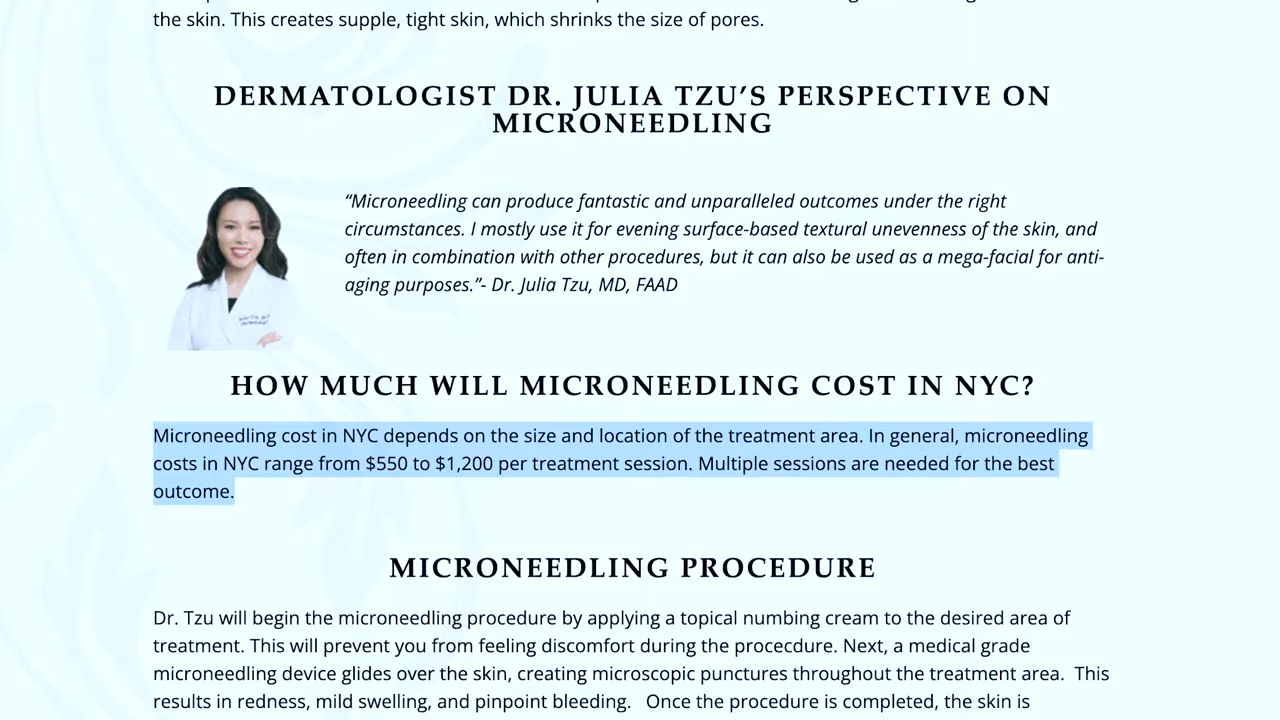 the skin. This creates supple, tight skin, which shrinks the size of pores.
DERMATOLOGIST DR. JULIA TZU’S PERSPECTIVE ON
MICRONEEDLING
“Microneedling can produce fantastic and unparalleled outcomes under the right
circumstances. I mostly use it for evening surface-based textural unevenness of the skin, and
often in combination with other procedures, but it can also be used as a mega-facial for anti-
aging purposes.”- Dr. Julia Tzu, MD, FAAD
HOW MUCH WILL MICRONEEDLING COST IN NYC?
Microneedling cost in NYC depends on the size and location of the treatment area. In general, microneedling
costs in NYC range from $550 to $1,200 per treatment session. Multiple sessions are needed for the best
outcome.
MICRONEEDLING PROCEDURE
Dr. Tzu will begin the microneedling procedure by applying a topical numbing cream to the desired area of
treatment. This will prevent you from feeling discomfort during the procecdure. Next, a medical grade
microneedling device glides over the skin, creating microscopic punctures throughout the treatment area.  This
results in redness, mild swelling, and pinpoint bleeding.   Once the procedure is completed, the skin is